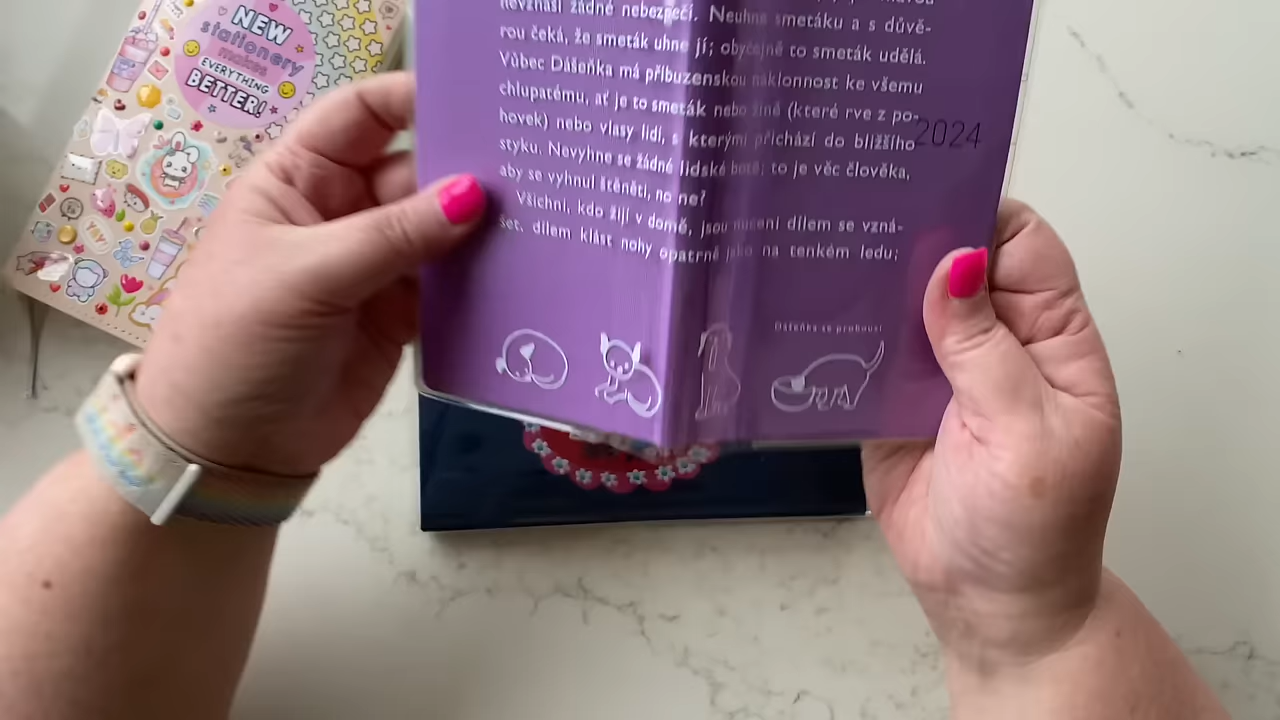 NEW
stationery
makes
EVERYTHING
BETTER!
nevznáší žádné nebezpečí. Neuhne smetáku a s důvě-
rou čeká, že smeták uhne jí; obyčejně to smeták udělá.
Vůbec Dášeňka má příbuzenskou náklonnost ke všemu
chlupatému, ať je to smeták nebo žíně (které rve z po-
hovek) nebo vlasy lidí, s kterými přichází do bližšího
styku. Nevyhne se žádné lidské botě; to je věc člověka,
aby se vyhnul štěněti, no ne?
Všichni, kdo žijí v domě, jsou nuceni dílem se vzná-
šet, dílem klást nohy opatrně jako na tenkém ledu;
2024
Dášeňka se probouzí